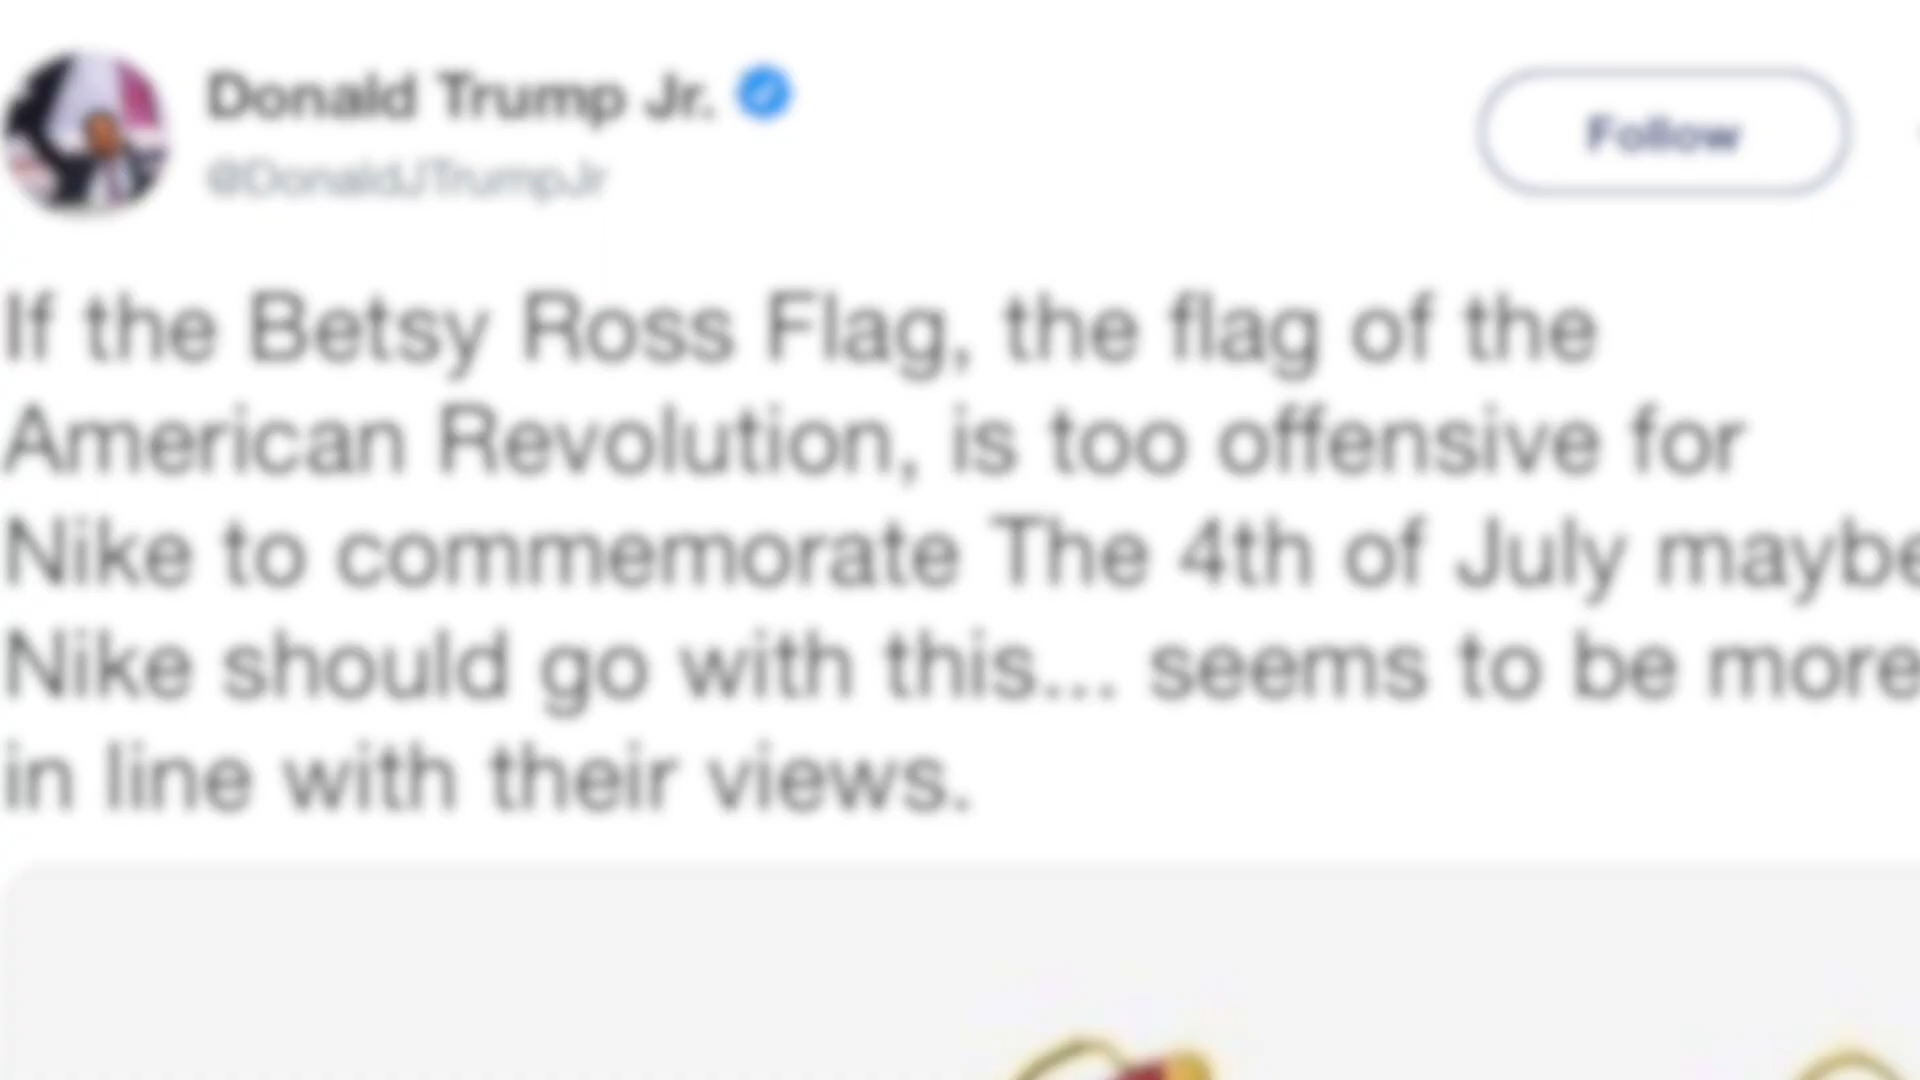 Donald Trump Jr.
@DonaldJTrumpJr
Follow
If the Betsy Ross Flag, the flag of the
American Revolution, is too offensive for
Nike to commemorate The 4th of July maybe
Nike should go with this... seems to be more
in line with their views.